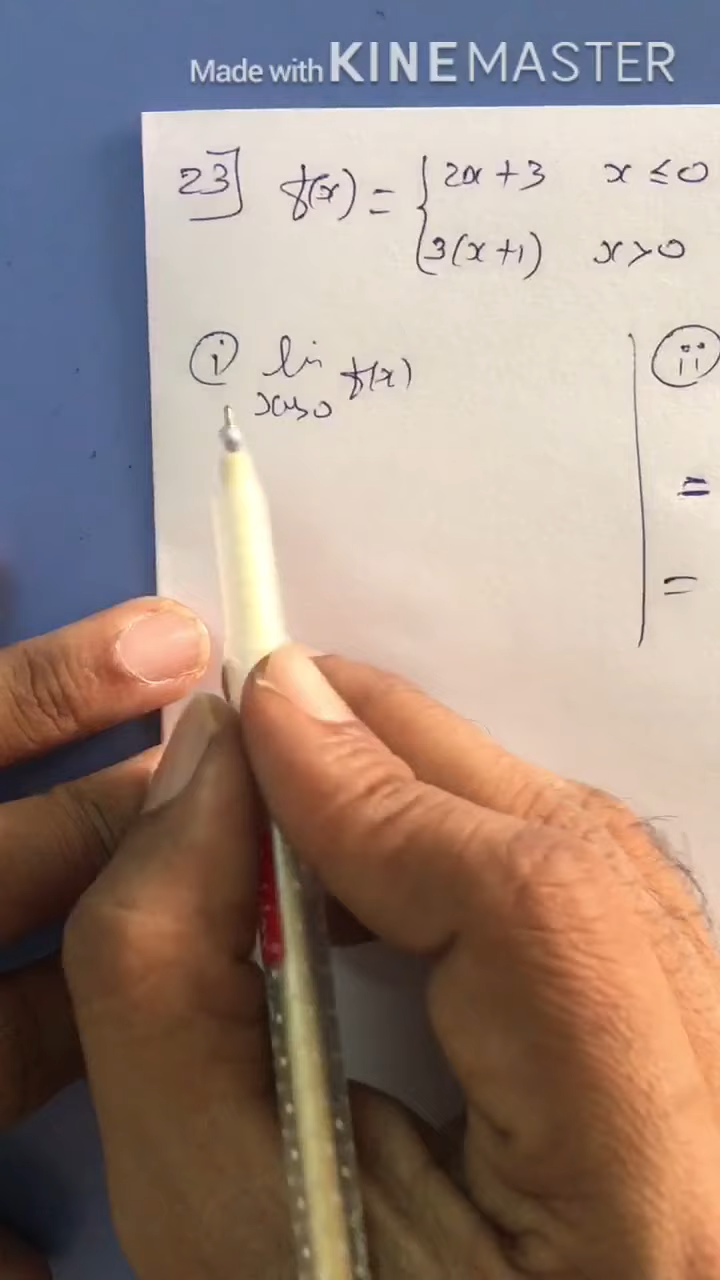 Made with KINEMASTER
23] f(x) = { 2x + 3 x ≤ 0
3(x+1) x > 0
(i) lim f(x)
x→0
(ii)
=
=